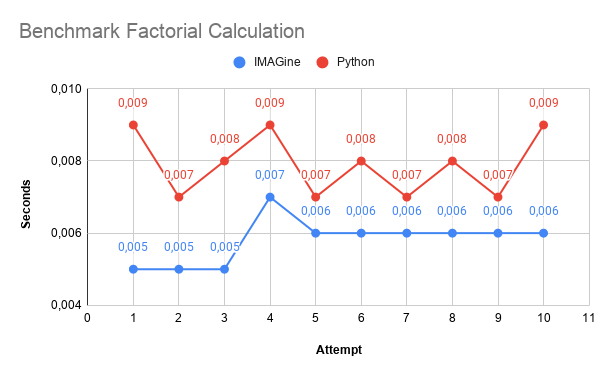 Benchmark Factorial Calculation
IMAGine Python
0,010
0,009 0,009 0,009
0,008 0,008 0,008
0,008
0,007 0,007 0,007 0,007 0,007
0,006 0,006 0,006 0,006 0,006 0,006
0,006
0,005 0,005 0,005
0,004
0 1 2 3 4 5 6 7 8 9 10 11
Seconds
Attempt